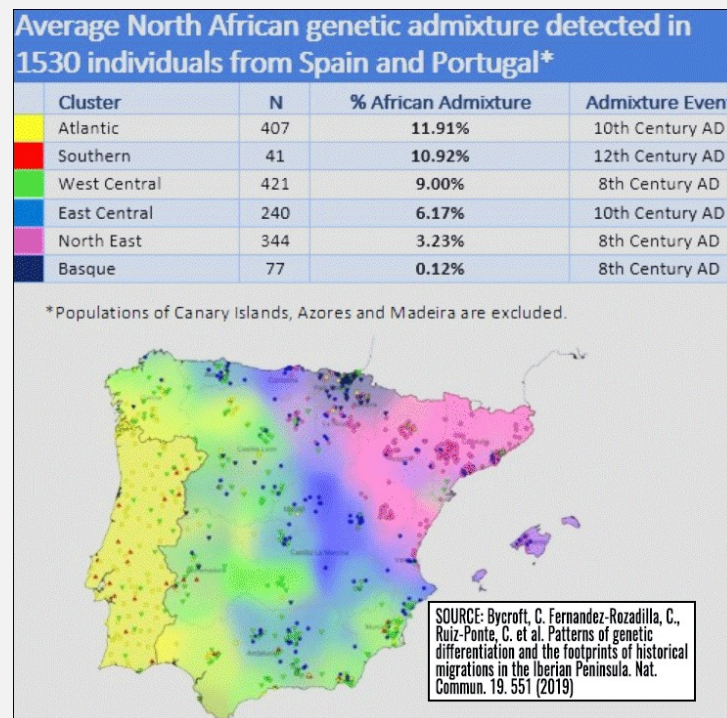 Average North African genetic admixture detected in
1530 individuals from Spain and Portugal*
Cluster N % African Admixture Admixture Even
Atlantic 407 11.91% 10th Century AD
Southern 41 10.92% 12th Century AD
West Central 421 9.00% 8th Century AD
East Central 240 6.17% 10th Century AD
North East 344 3.23% 8th Century AD
Basque 77 0.12% 8th Century AD
*Populations of Canary Islands, Azores and Madeira are excluded.
Castilla La Mancha
SOURCE: Bycroft, C. Fernandez-Rozadilla, C.,
Ruiz-Ponte, C. et al. Patterns of genetic
differentiation and the footprints of historical
migrations in the Iberian Peninsula. Nat.
Commun. 19. 551 (2019)